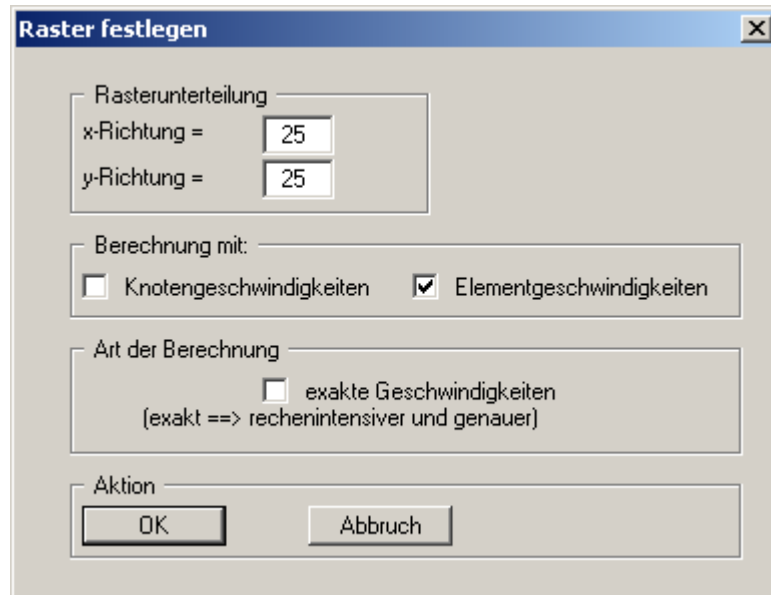 Raster festlegen
Rasterunterteilung
x-Richtung = 25
y-Richtung = 25
Berechnung mit:
Knotengeschwindigkeiten Elementgeschwindigkeiten
Art der Berechnung
exakte Geschwindigkeiten
(exakt ==> rechenintensiver und genauer)
Aktion
OK Abbruch